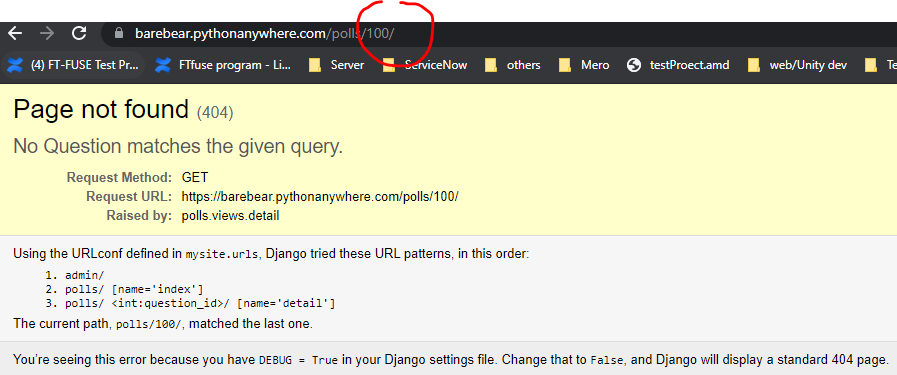 barebear.pythonanywhere.com/polls/100/
(4) FT-FUSE Test Pr... FTfuse program - Li... Server ServiceNow others Mero testProect.amd web/Unity dev Te
Page not found (404)
No Question matches the given query.
Request Method: GET
Request URL: https://barebear.pythonanywhere.com/polls/100/
Raised by: polls.views.detail
Using the URLconf defined in mysite.urls, Django tried these URL patterns, in this order:
1. admin/
2. polls/ [name='index']
3. polls/ <int:question_id>/ [name='detail']
The current path, polls/100/, matched the last one.
You're seeing this error because you have DEBUG = True in your Django settings file. Change that to False, and Django will display a standard 404 page.